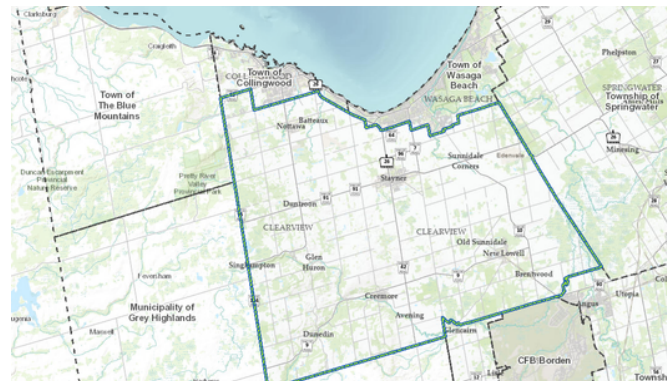 Clarksburg
Craigleith
Town of
The Blue
Mountains
Town of
Collingwood
Town of
Wasaga
Beach
WASAGA BEACH
Phelpston
SPRINGWATER
Township of
Springwater
Minesing
Nottawa
Batteaux
Sunnidale
Corners
Edenvale
Stayner
Duncan Escarpment
Provincial
Nature Reserve
Pretty River
Valley
Provincial Park
Duntroon
CLEARVIEW
CLEARVIEW
Old Sunnidale
New Lowell
Singhampton
Glen
Huron
Feversham
Brentwood
Creemore
Municipality of
Grey Highlands
Avening
Angus
Utopia
Maxwell
Dunedin
Glencairn
CFB Borden